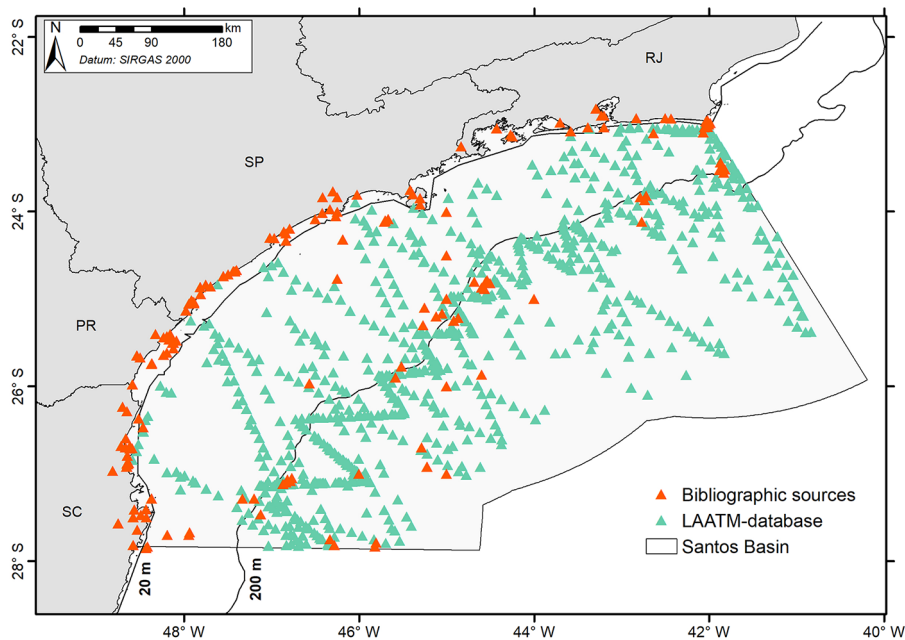 N
km
0 45 90 180
Datum: SIRGAS 2000
22° S
24° S
26° S
28° S
RJ
SP
PR
SC
20 m
200 m
Bibliographic sources
LAATM-database
Santos Basin
48° W
46° W
44° W
42° W
40° W